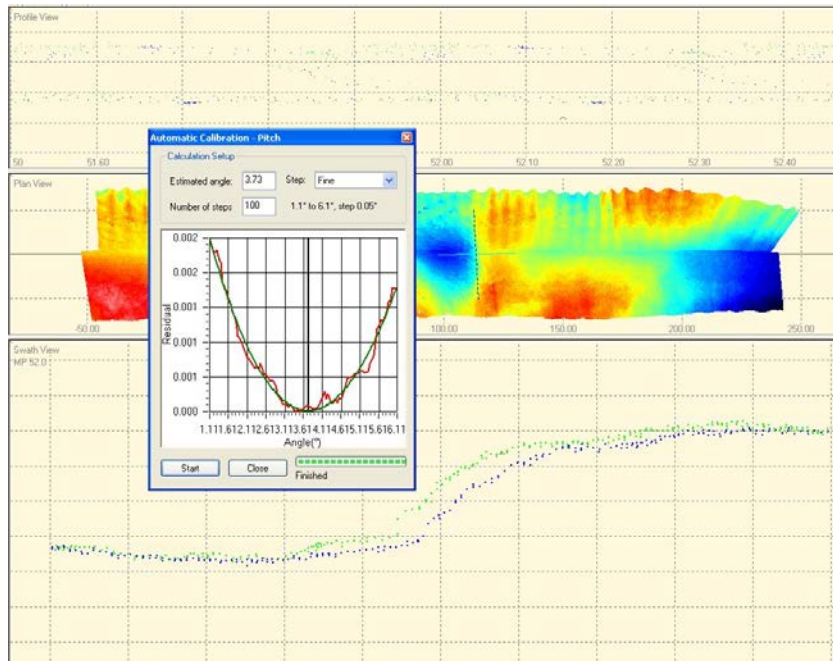 Profile View
50 51.60 52.00 52.10 52.20 52.30 52.40 46
Automatic Calibration - Pitch
Calculation Setup
Estimated angle: 3.73 Step: Fine
Number of steps 100 1.1° to 6.1°, step 0.05°
Plan View
-50.00 100.00 150.00 200.00 250.00
0.002
0.002
0.001
0.001
0.001
0.000
Residual
1.111.612.112.613.113.614.114.615.115.616.11
Angle(°)
Start Close Finished
Swath View
MP 52.0